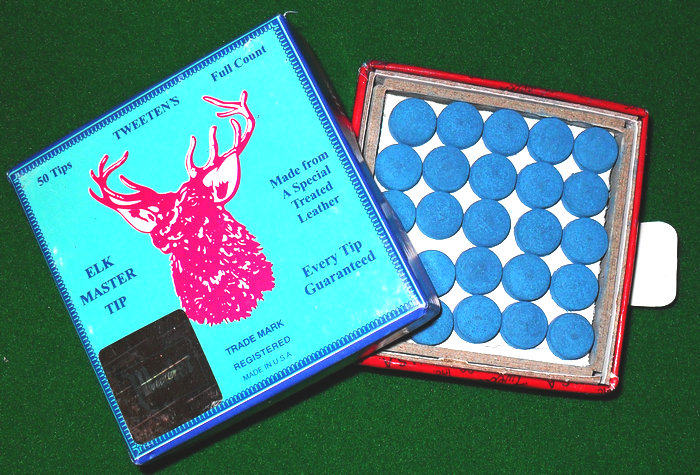 50 Tips
TWEETEN'S
Full Count
Made from
A Special
Treated
Leather
ELK
MASTER
TIP
Every Tip
Guaranteed
TRADE MARK
REGISTERED
MADE IN U.S.A